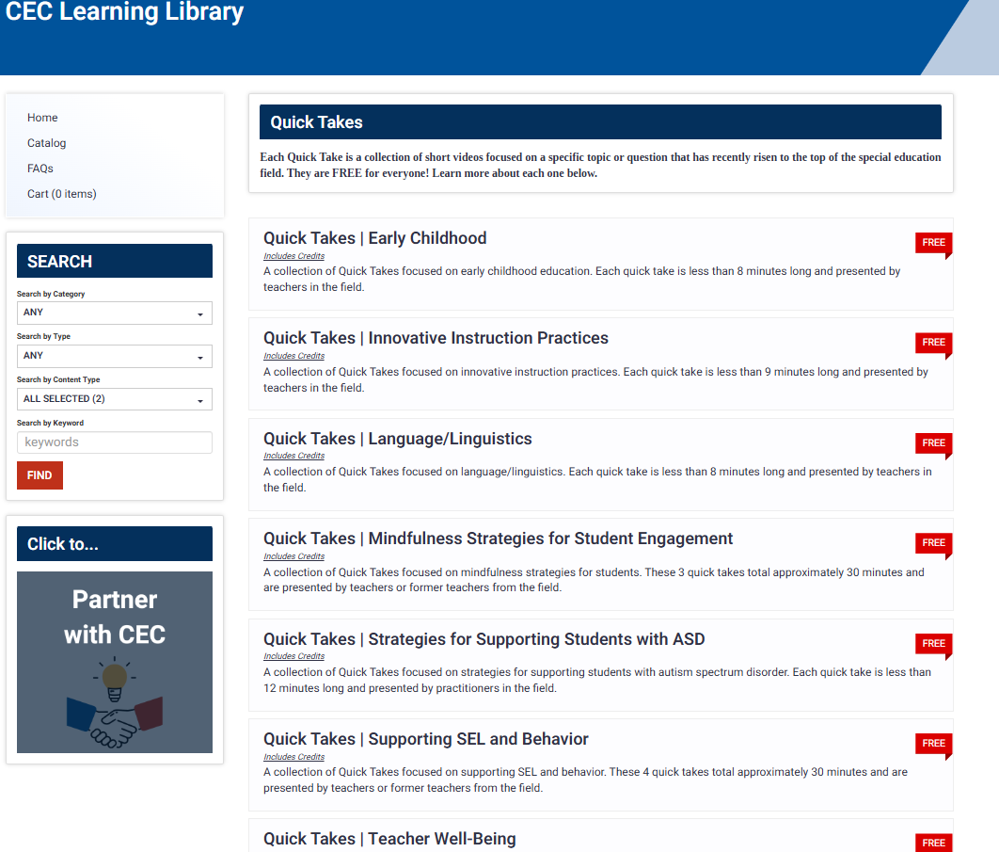 CEC Learning Library
Home
Catalog
FAQs
Cart (0 items)
SEARCH
Search by Category
ANY
Search by Type
ANY
Search by Content Type
ALL SELECTED (2)
Search by Keyword
keywords
FIND
Click to...
Partner
with CEC
Quick Takes
Each Quick Take is a collection of short videos focused on a specific topic or question that has recently risen to the top of the special education
field. They are FREE for everyone! Learn more about each one below.
Quick Takes | Early Childhood
FREE
Includes Credits
A collection of Quick Takes focused on early childhood education. Each quick take is less than 8 minutes long and presented by
teachers in the field.
Quick Takes | Innovative Instruction Practices
FREE
Includes Credits
A collection of Quick Takes focused on innovative instruction practices. Each quick take is less than 9 minutes long and presented by
teachers in the field.
Quick Takes | Language/Linguistics
FREE
Includes Credits
A collection of Quick Takes focused on language/linguistics. Each quick take is less than 8 minutes long and presented by teachers in
the field.
Quick Takes | Mindfulness Strategies for Student Engagement
FREE
Includes Credits
A collection of Quick Takes focused on mindfulness strategies for students. These 3 quick takes total approximately 30 minutes and
are presented by teachers or former teachers from the field.
Quick Takes | Strategies for Supporting Students with ASD
FREE
Includes Credits
A collection of Quick Takes focused on strategies for supporting students with autism spectrum disorder. Each quick take is less than
12 minutes long and presented by practitioners in the field.
Quick Takes | Supporting SEL and Behavior
FREE
Includes Credits
A collection of Quick Takes focused on supporting SEL and behavior. These 4 quick takes total approximately 30 minutes and are
presented by teachers or former teachers from the field.
Quick Takes | Teacher Well-Being
FREE